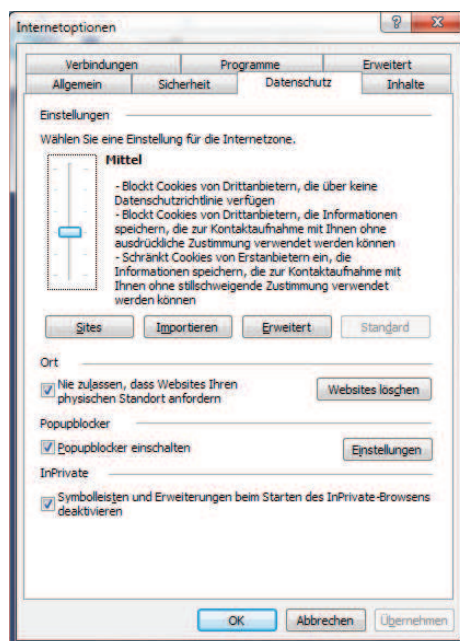 Internetoptionen
Verbindungen Programme Erweitert
Allgemein Sicherheit Datenschutz Inhalte
Einstellungen
Wählen Sie eine Einstellung für die Internetzone.
Mittel
- Blockt Cookies von Drittanbietern, die über keine
Datenschutzrichtlinie verfügen
- Blockt Cookies von Drittanbietern, die Informationen
speichern, die zur Kontaktaufnahme mit Ihnen ohne
ausdrückliche Zustimmung verwendet werden können
- Schränkt Cookies von Erstanbietern ein, die
Informationen speichern, die zur Kontaktaufnahme mit
Ihnen ohne stillschweigende Zustimmung verwendet
werden können
Sites Importieren Erweitert Standard
Ort
Nie zulassen, dass Websites Ihren
physischen Standort anfordern
Websites löschen
Popupblocker
Popupblocker einschalten
Einstellungen
InPrivate
Symbolleisten und Erweiterungen beim Starten des InPrivate-Browsens
deaktivieren
OK Abbrechen Übernehmen